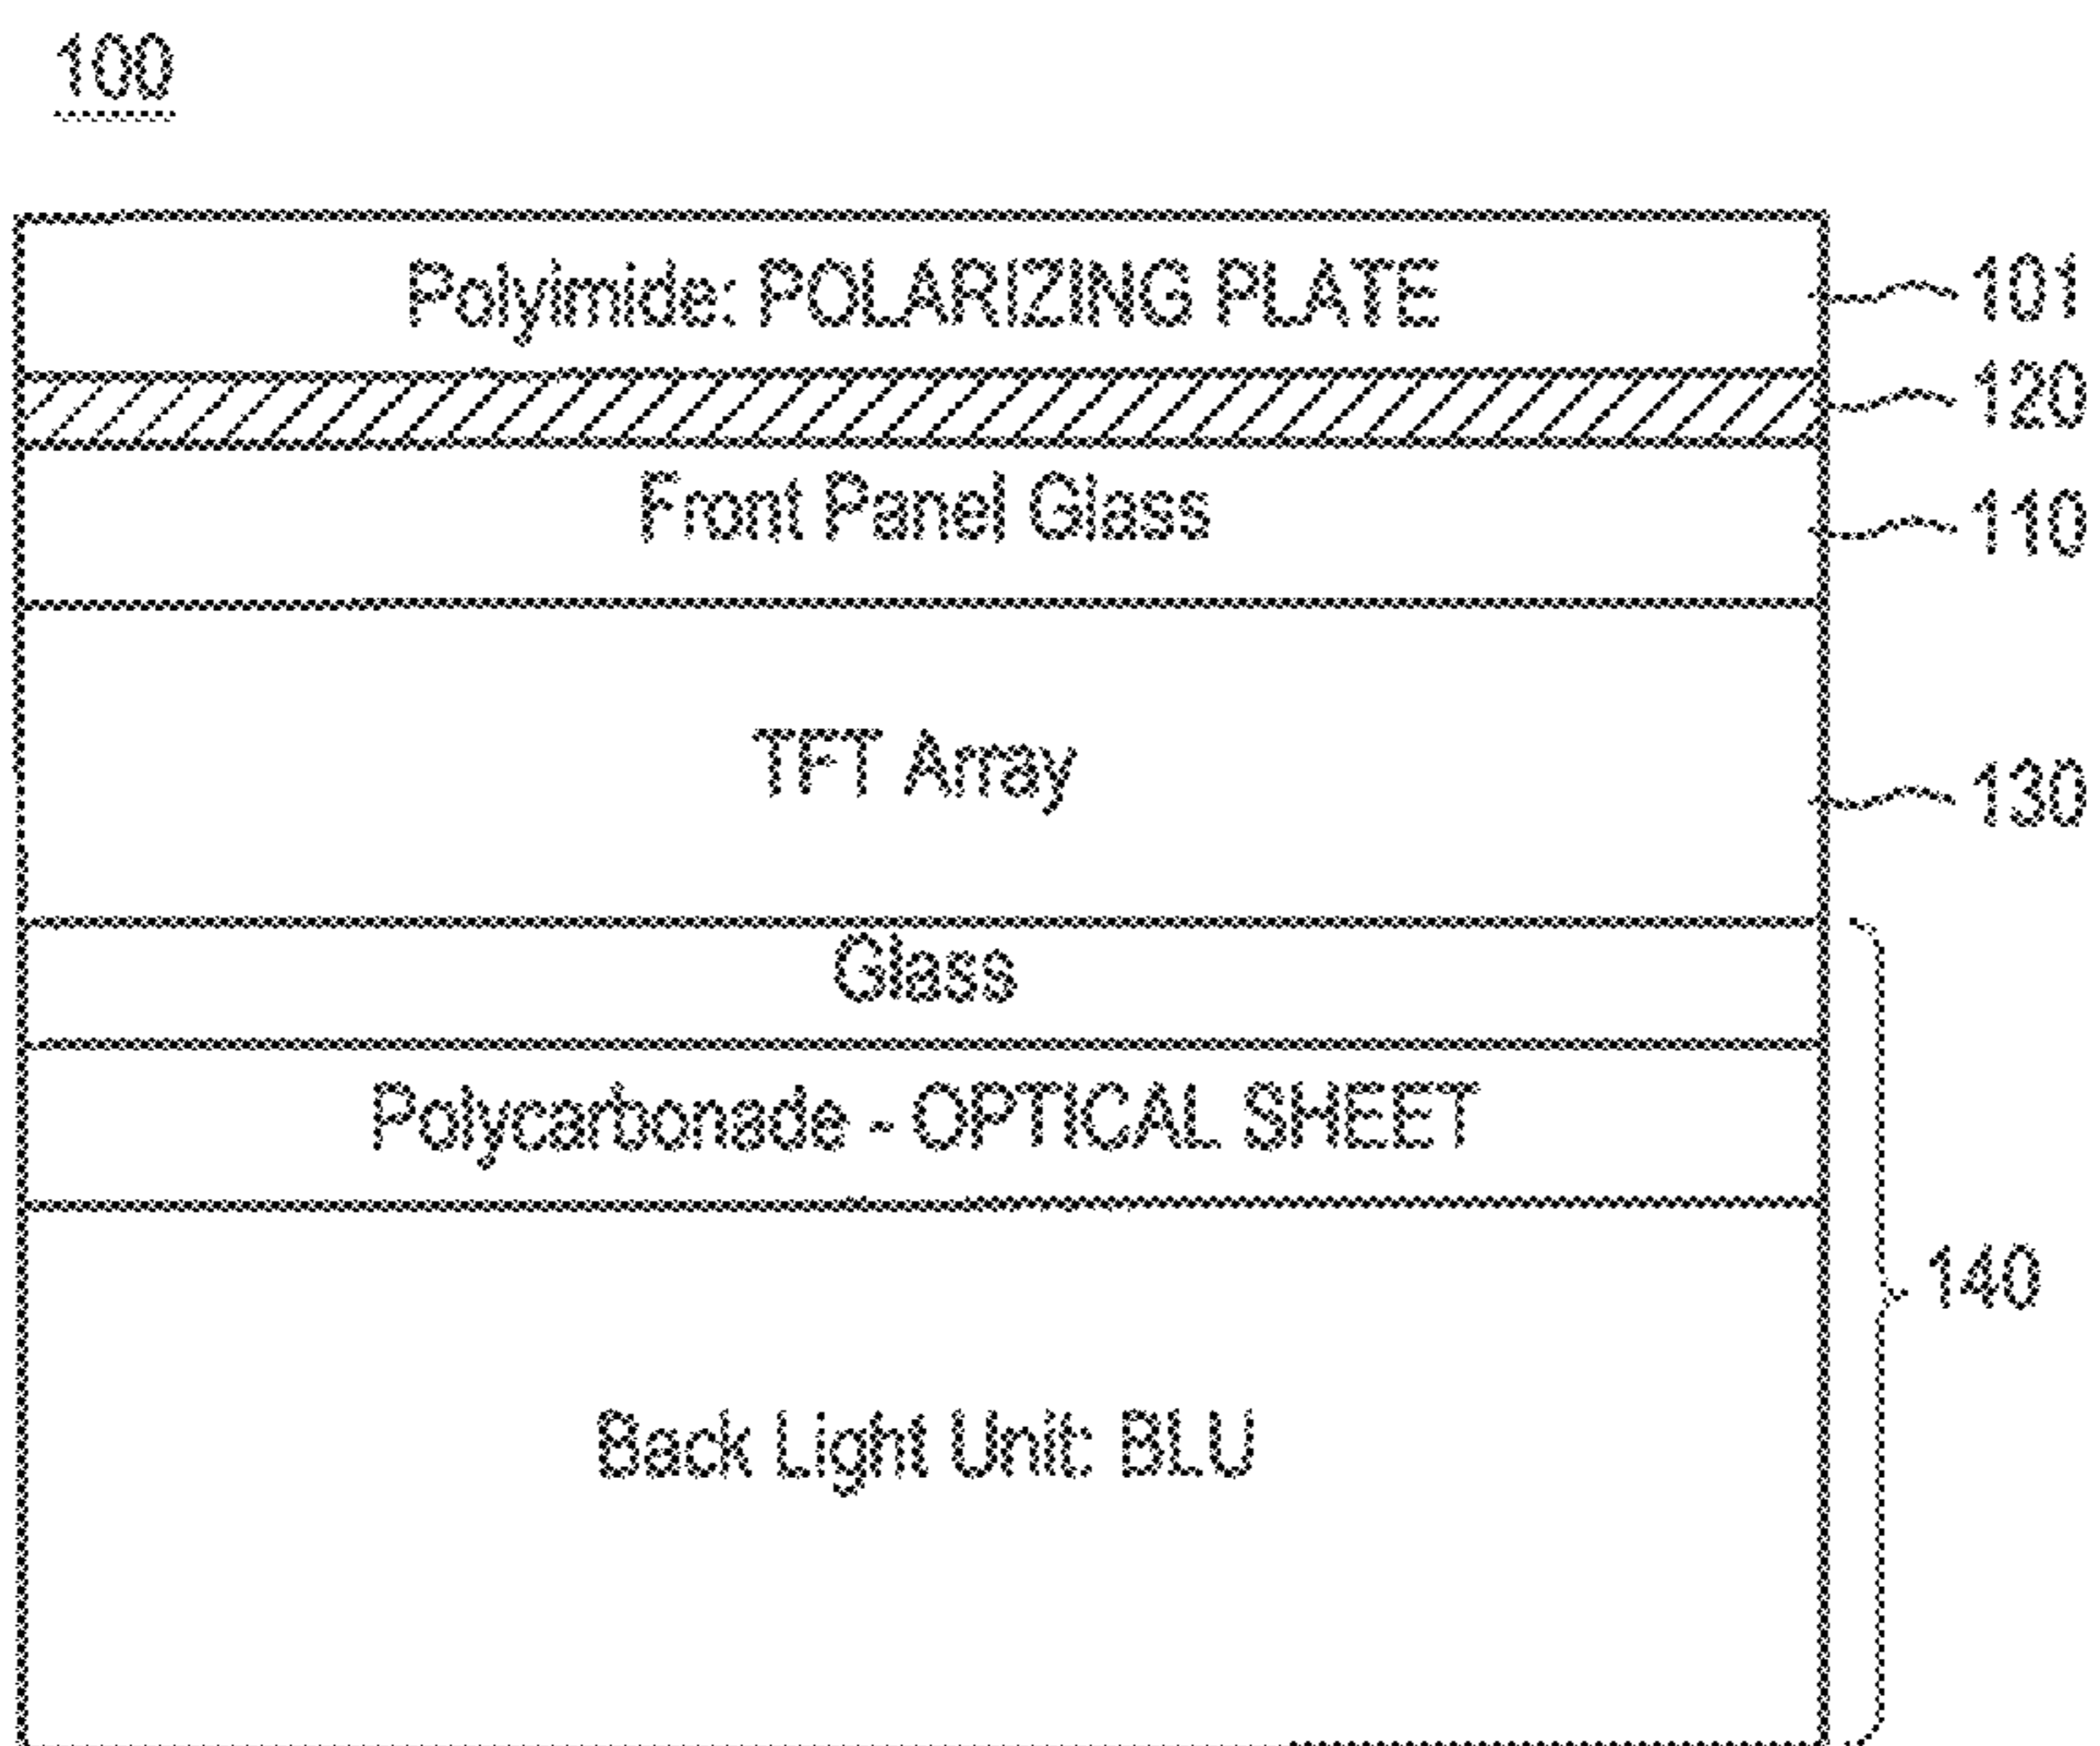 100
Polyimide: POLARIZING PLATE
101
120
Front Panel Glass
110
TFT Array
130
Glass
Polycarbonade - OPTICAL SHEET
140
Back Light Unit: BLU